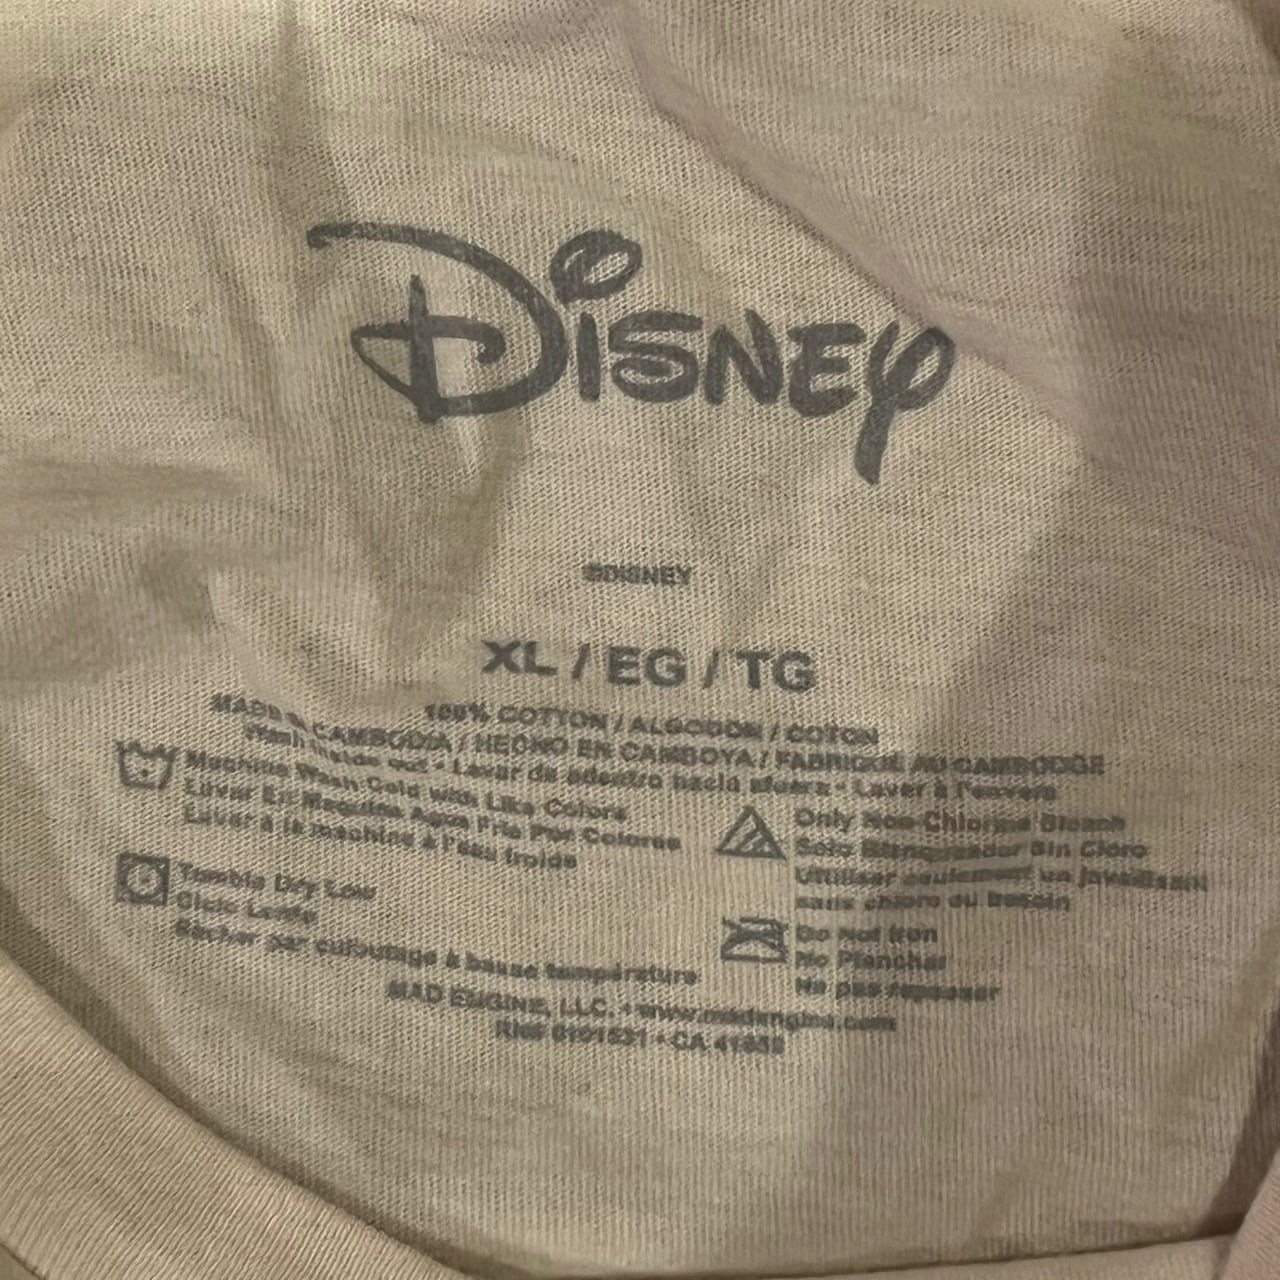 DISNEY
©DISNEY
XL / EG / TG
100% COTTON / ALGODON / COTON
MADE IN CAMBODIA / HECHO EN CAMBOYA / FABRIQUÉ AU CAMBODGE
Wash inside out • Lavar de adentro hacia afuera • Laver à l'envers
Machine Wash Cold with Like Colors
Lavar En Maquina Agua Fria Por Colores
Laver à la machine à l'eau froide
Tumble Dry Low
Ciclo Lento
Sécher par culbutage à basse température
Only Non-Chlorine Bleach
Solo Blanqueador Sin Cloro
Utiliser seulement un javellisant
sans chlore au besoin
Do Not Iron
No Planchar
Ne pas repasser
MAD ENGINE, LLC. • www.madengine.com
RN# • CA